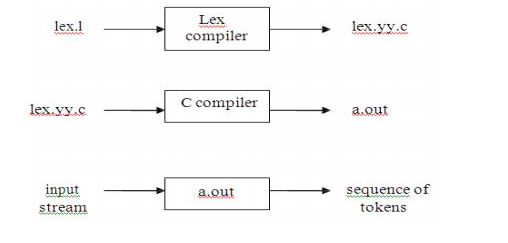 lex.l
Lex
compiler
lex.yy.c
lex.yy.c
C compiler
a.out
input
stream
a.out
sequence of
tokens